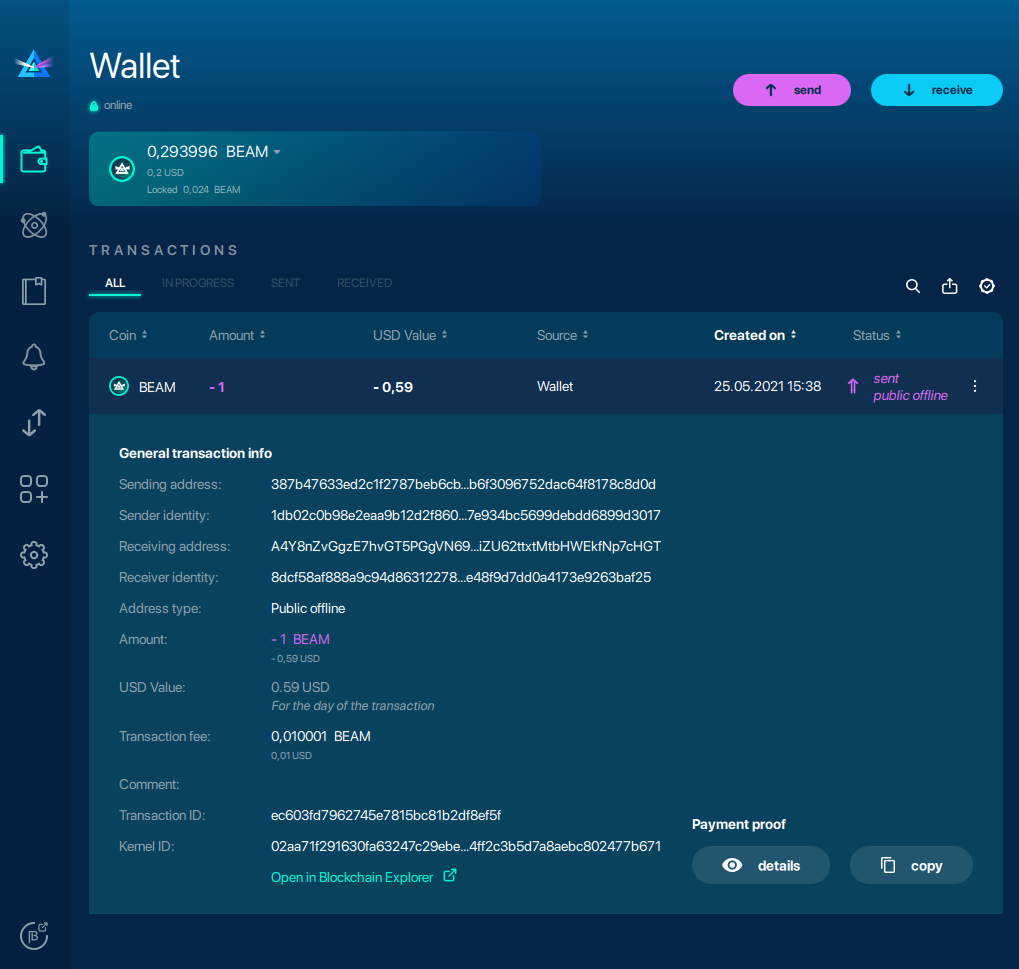 Wallet
online
send
receive
0,293996 BEAM
0,2 USD
Locked 0,024 BEAM
TRANSACTIONS
ALL IN PROGRESS SENT RECEIVED
Coin Amount USD Value Source Created on Status
BEAM - 1 - 0,59 Wallet 25.05.2021 15:38 sent
public offline
General transaction info
Sending address: 387b47633ed2c1f2787beb6cb...b6f3096752dac64f8178c8d0d
Sender identity: 1db02c0b98e2eaa9b12d2f860...7e934bc5699debdd6899d3017
Receiving address: A4Y8nZvGgzE7hvGT5PGgVN69...iZU62ttxtMtbHWEkfNp7cHGT
Receiver identity: 8dcf58af888a9c94d86312278...e48f9d7dd0a4173e9263baf25
Address type: Public offline
Amount: - 1 BEAM
- 0,59 USD
USD Value: 0.59 USD
For the day of the transaction
Transaction fee: 0,010001 BEAM
0,01 USD
Comment:
Transaction ID: ec603fd7962745e7815bc81b2df8ef5f
Kernel ID: 02aa71f291630fa63247c29ebe...4ff2c3b5d7a8aebc802477b671
Open in Blockchain Explorer
Payment proof
details
copy